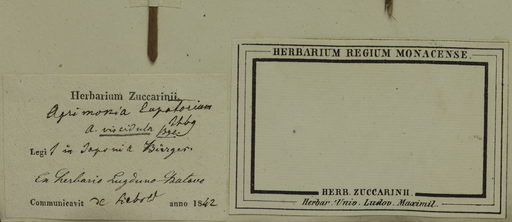 Herbarium Zuccarinii.
Agrimonia Eupatorium
a. viscidula Bge
Legit in Japonia Bürger.
Ex herbario Lugduno Batavo
Communicavit de Siebold anno 1842
HERBARIUM REGIUM MONACENSE.
HERB. ZUCCARINII.
Herbar. Univ. Ludov. Maximil.